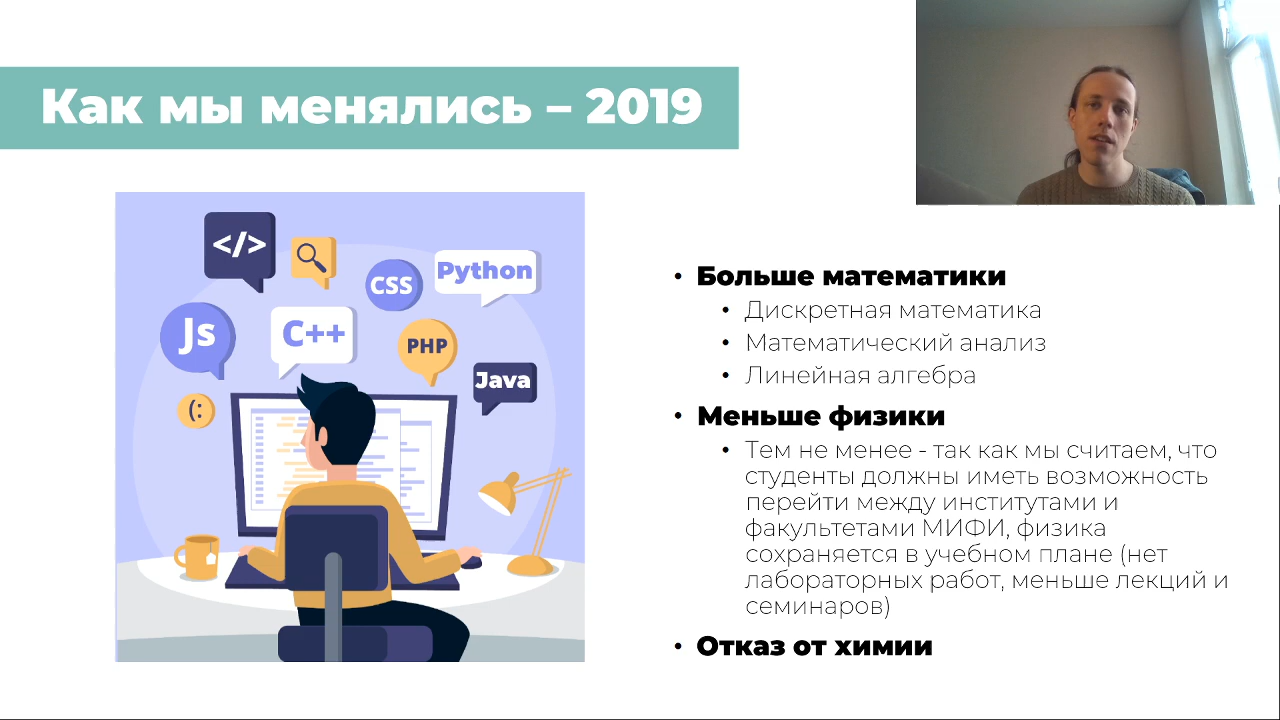 Как мы менялись – 2019
</>
Python
CSS
Js
C++
PHP
Java
(:
• Больше математики
• Дискретная математика
• Математический анализ
• Линейная алгебра
• Меньше физики
• Тем не менее - так как мы считаем, что
студенты должны иметь возможность
перейти между институтами и
факультетами МИФИ, физика
сохраняется в учебном плане (нет
лабораторных работ, меньше лекций и
семинаров)
• Отказ от химии